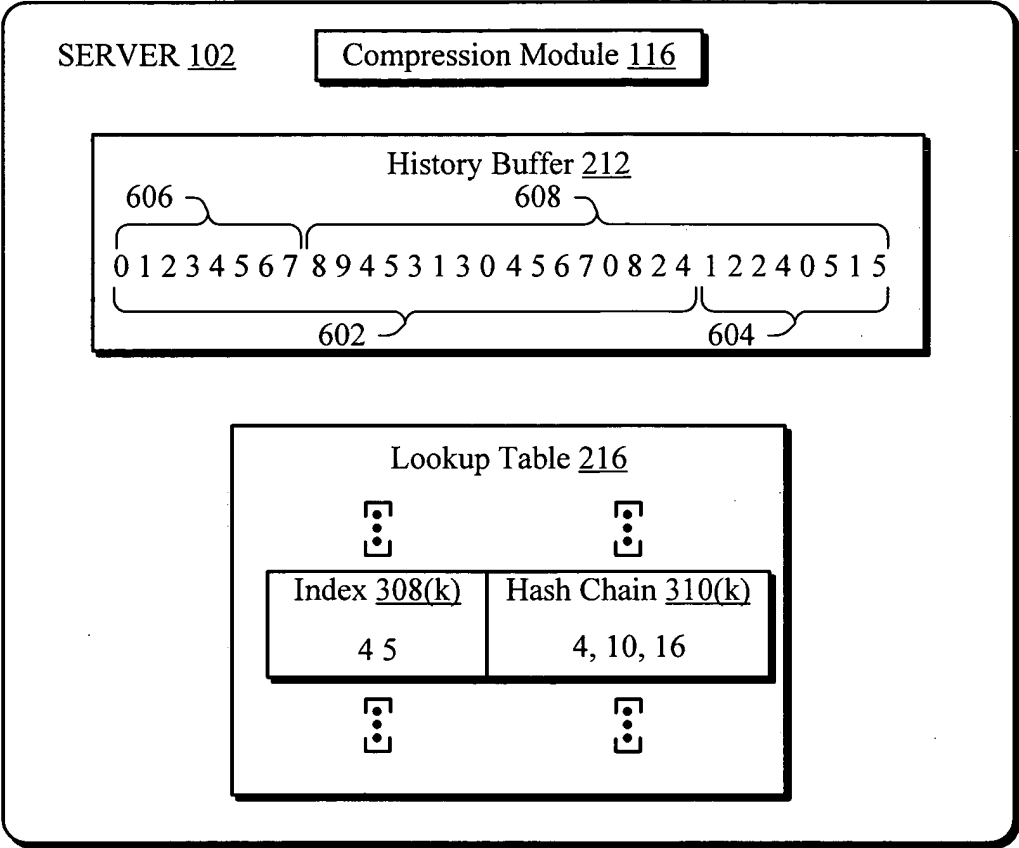 SERVER 102
Compression Module 116
History Buffer 212
606 608
0 1 2 3 4 5 6 7 8 9 4 5 3 1 3 0 4 5 6 7 0 8 2 4 1 2 2 4 0 5 1 5
602 604
Lookup Table 216
Index 308(k) Hash Chain 310(k)
4 5 4, 10, 16